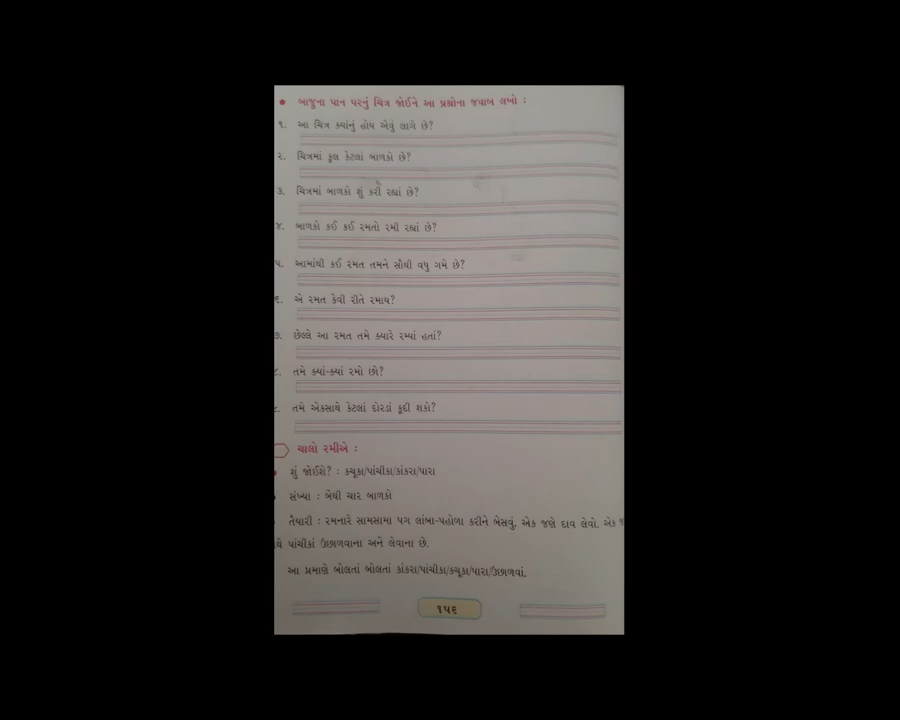 ● બાજુના પાન પરનું ચિત્ર જોઈને આ પ્રશ્નોના જવાબ લખો :
૧. આ ચિત્ર ક્યાંનું હોય એવું લાગે છે?
૨. ચિત્રમાં કુલ કેટલાં બાળકો છે?
૩. ચિત્રમાં બાળકો શું કરી રહ્યાં છે?
૪. બાળકો કઈ કઈ રમતો રમી રહ્યાં છે?
૫. આમાંથી કઈ રમત તમને સૌથી વધુ ગમે છે?
૬. એ રમત કેવી રીતે રમાય?
૭. છેલ્લે આ રમત તમે ક્યારે રમ્યાં હતાં?
૮. તમે ક્યાં-ક્યાં રમો છો?
૯. તમે એકસાથે કેટલાં દોરડાં કૂદી શકો?
ચાલો રમીએ :
● શું જોઈશે? : કચૂકા/પાંચીકા/કાંકરા/પારા
● સંખ્યા : બેથી ચાર બાળકો
● તૈયારી : રમનારે સામસામા પગ લાંબા-પહોળા કરીને બેસવું. એક જણે દાવ લેવો. એક
પાંચીકાં ઉછાળવાના અને લેવાના છે.
આ પ્રમાણે બોલતાં બોલતાં કાંકરા/પાંચીકા/કચૂકા/પારા/ઉછાળવાં.
૧૫૬